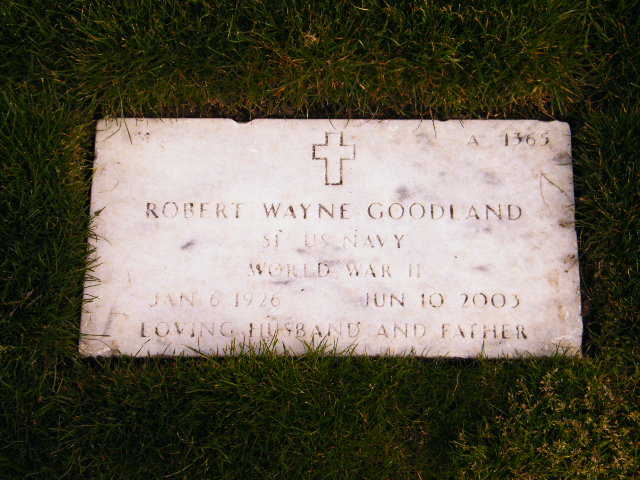 A 1365
ROBERT WAYNE GOODLAND
S1 US NAVY
WORLD WAR II
JAN 6 1926 JUN 10 2003
LOVING HUSBAND AND FATHER